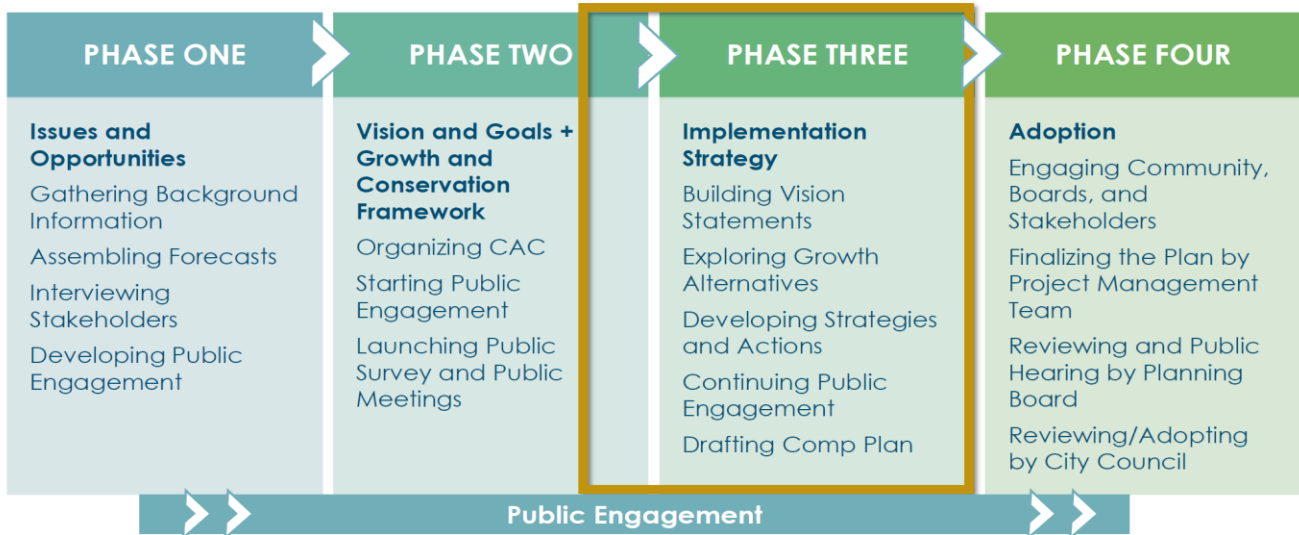 PHASE ONE
PHASE TWO
PHASE THREE
PHASE FOUR
Issues and
Opportunities
Gathering Background
Information
Assembling Forecasts
Interviewing
Stakeholders
Developing Public
Engagement
Vision and Goals +
Growth and
Conservation
Framework
Organizing CAC
Starting Public
Engagement
Launching Public
Survey and Public
Meetings
Implementation
Strategy
Building Vision
Statements
Exploring Growth
Alternatives
Developing Strategies
and Actions
Continuing Public
Engagement
Drafting Comp Plan
Adoption
Engaging Community,
Boards, and
Stakeholders
Finalizing the Plan by
Project Management
Team
Reviewing and Public
Hearing by Planning
Board
Reviewing/Adopting
by City Council
Public Engagement